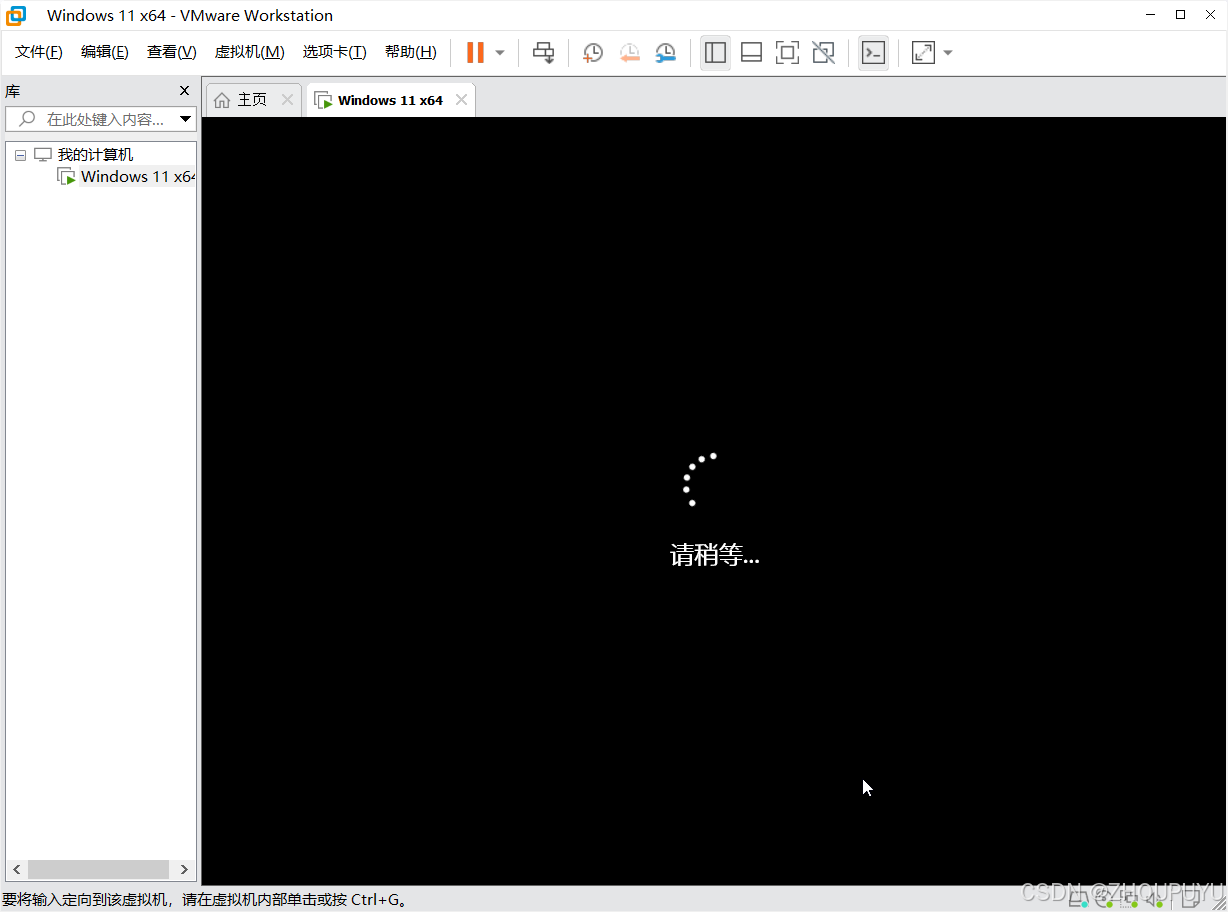 Windows 11 x64 - VMware Workstation
文件(F) 编辑(E) 查看(V) 虚拟机(M) 选项卡(T) 帮助(H)
库
主页
Windows 11 x64
在此处键入内容...
我的计算机
Windows 11 x64
请稍等...
要将输入定向到该虚拟机，请在虚拟机内部单击或按 Ctrl+G。
CSDN @ZHOUPUYU